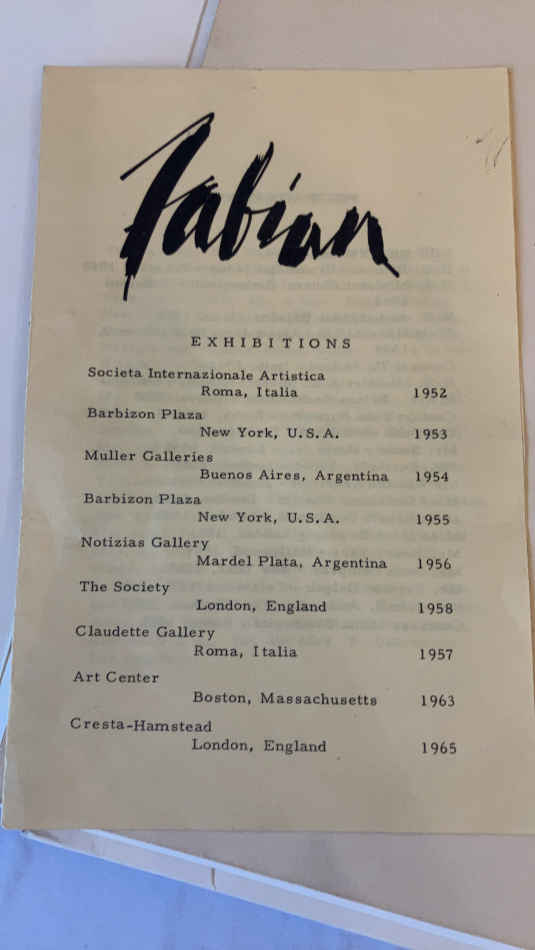 Fabian
EXHIBITIONS
Societa Internazionale Artistica
Roma, Italia 1952
Barbizon Plaza
New York, U.S.A. 1953
Muller Galleries
Buenos Aires, Argentina 1954
Barbizon Plaza
New York, U.S.A. 1955
Notizias Gallery
Mardel Plata, Argentina 1956
The Society
London, England 1958
Claudette Gallery
Roma, Italia 1957
Art Center
Boston, Massachusetts 1963
Cresta-Hamstead
London, England 1965